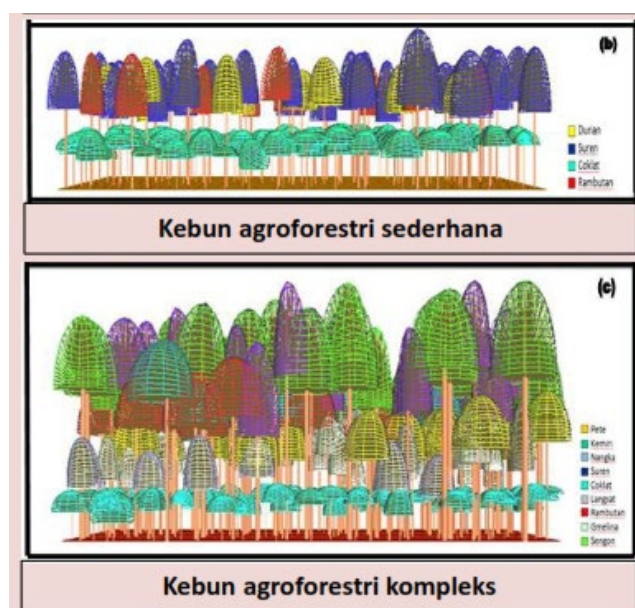 (b)
Durian
Suren
Coklat
Rambutan
Kebun agroforestri sederhana
(c)
Pete
Kemiri
Nangka
Suren
Coklat
Langsat
Rambutan
Gmelina
Sengon
Kebun agroforestri kompleks